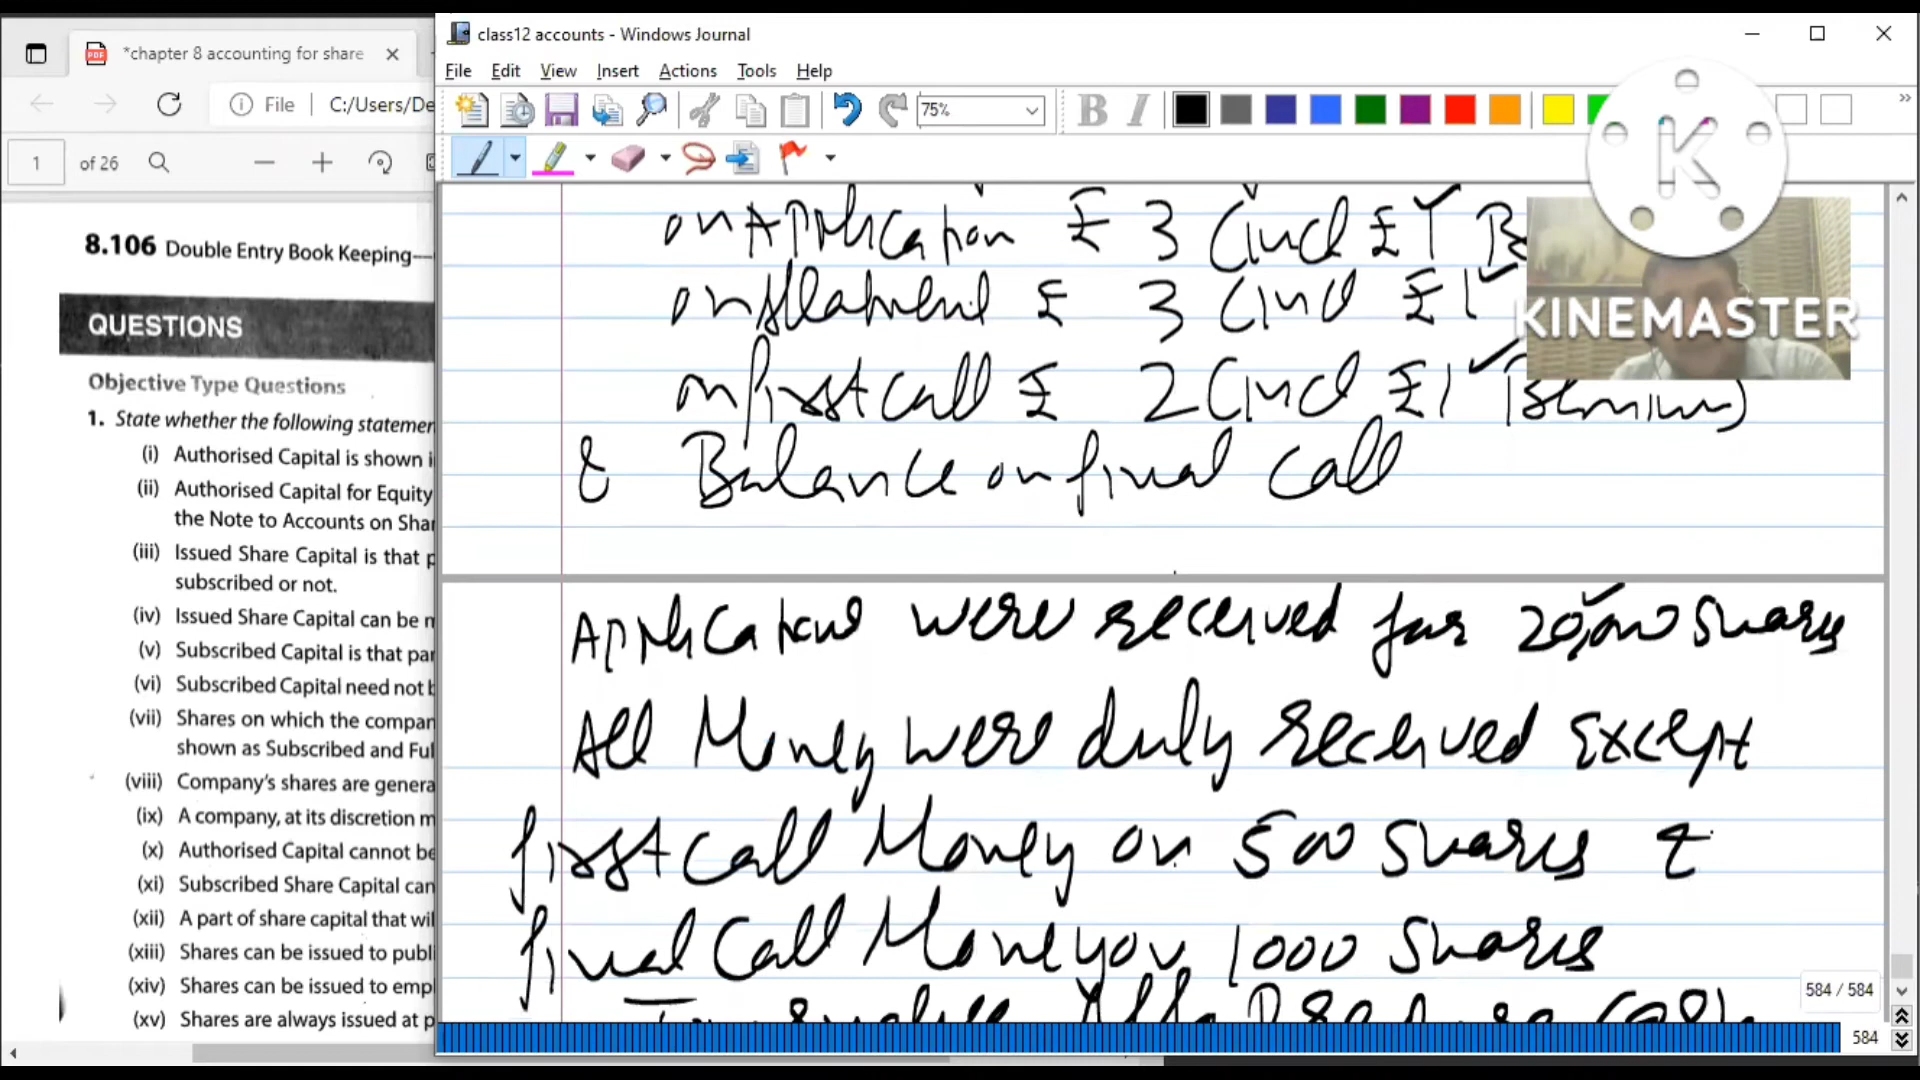 *chapter 8 accounting for share
File
C:/Users/De
1 of 26
8.106 Double Entry Book Keeping—
QUESTIONS
Objective Type Questions
1. State whether the following statemen
(i) Authorised Capital is shown i
(ii) Authorised Capital for Equity
the Note to Accounts on Shar
(iii) Issued Share Capital is that p
subscribed or not.
(iv) Issued Share Capital can be n
(v) Subscribed Capital is that par
(vi) Subscribed Capital need not b
(vii) Shares on which the compan
shown as Subscribed and Ful
(viii) Company's shares are genera
(ix) A company, at its discretion m
(x) Authorised Capital cannot be
(xi) Subscribed Share Capital can
(xii) A part of share capital that wil
(xiii) Shares can be issued to publi
(xiv) Shares can be issued to emp
(xv) Shares are always issued at p
class12 accounts - Windows Journal
File Edit View Insert Actions Tools Help
75% B I
K
KINEMASTER
on Application £ 3 (incl £1
on Allotment £ 3 (incl £1
on first call £ 2 (incl £1 Premium)
& Balance on final call
Applications were received for 20,000 Shares
All Money were duly received except
first call Money on 500 Shares &
final Call Money on 1000 Shares
584 / 584
584